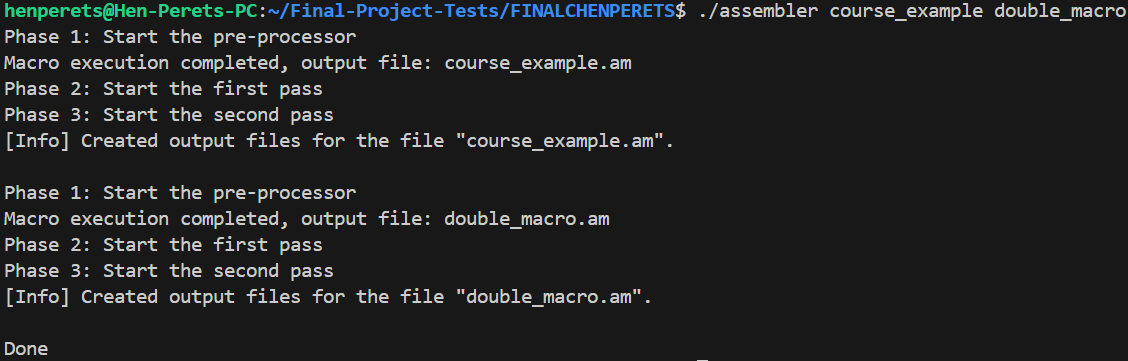 henperets@Hen-Perets-PC:~/Final-Project-Tests/FINALCHENPERETS$ ./assembler course_example double_macro
Phase 1: Start the pre-processor
Macro execution completed, output file: course_example.am
Phase 2: Start the first pass
Phase 3: Start the second pass
[Info] Created output files for the file "course_example.am".

Phase 1: Start the pre-processor
Macro execution completed, output file: double_macro.am
Phase 2: Start the first pass
Phase 3: Start the second pass
[Info] Created output files for the file "double_macro.am".

Done